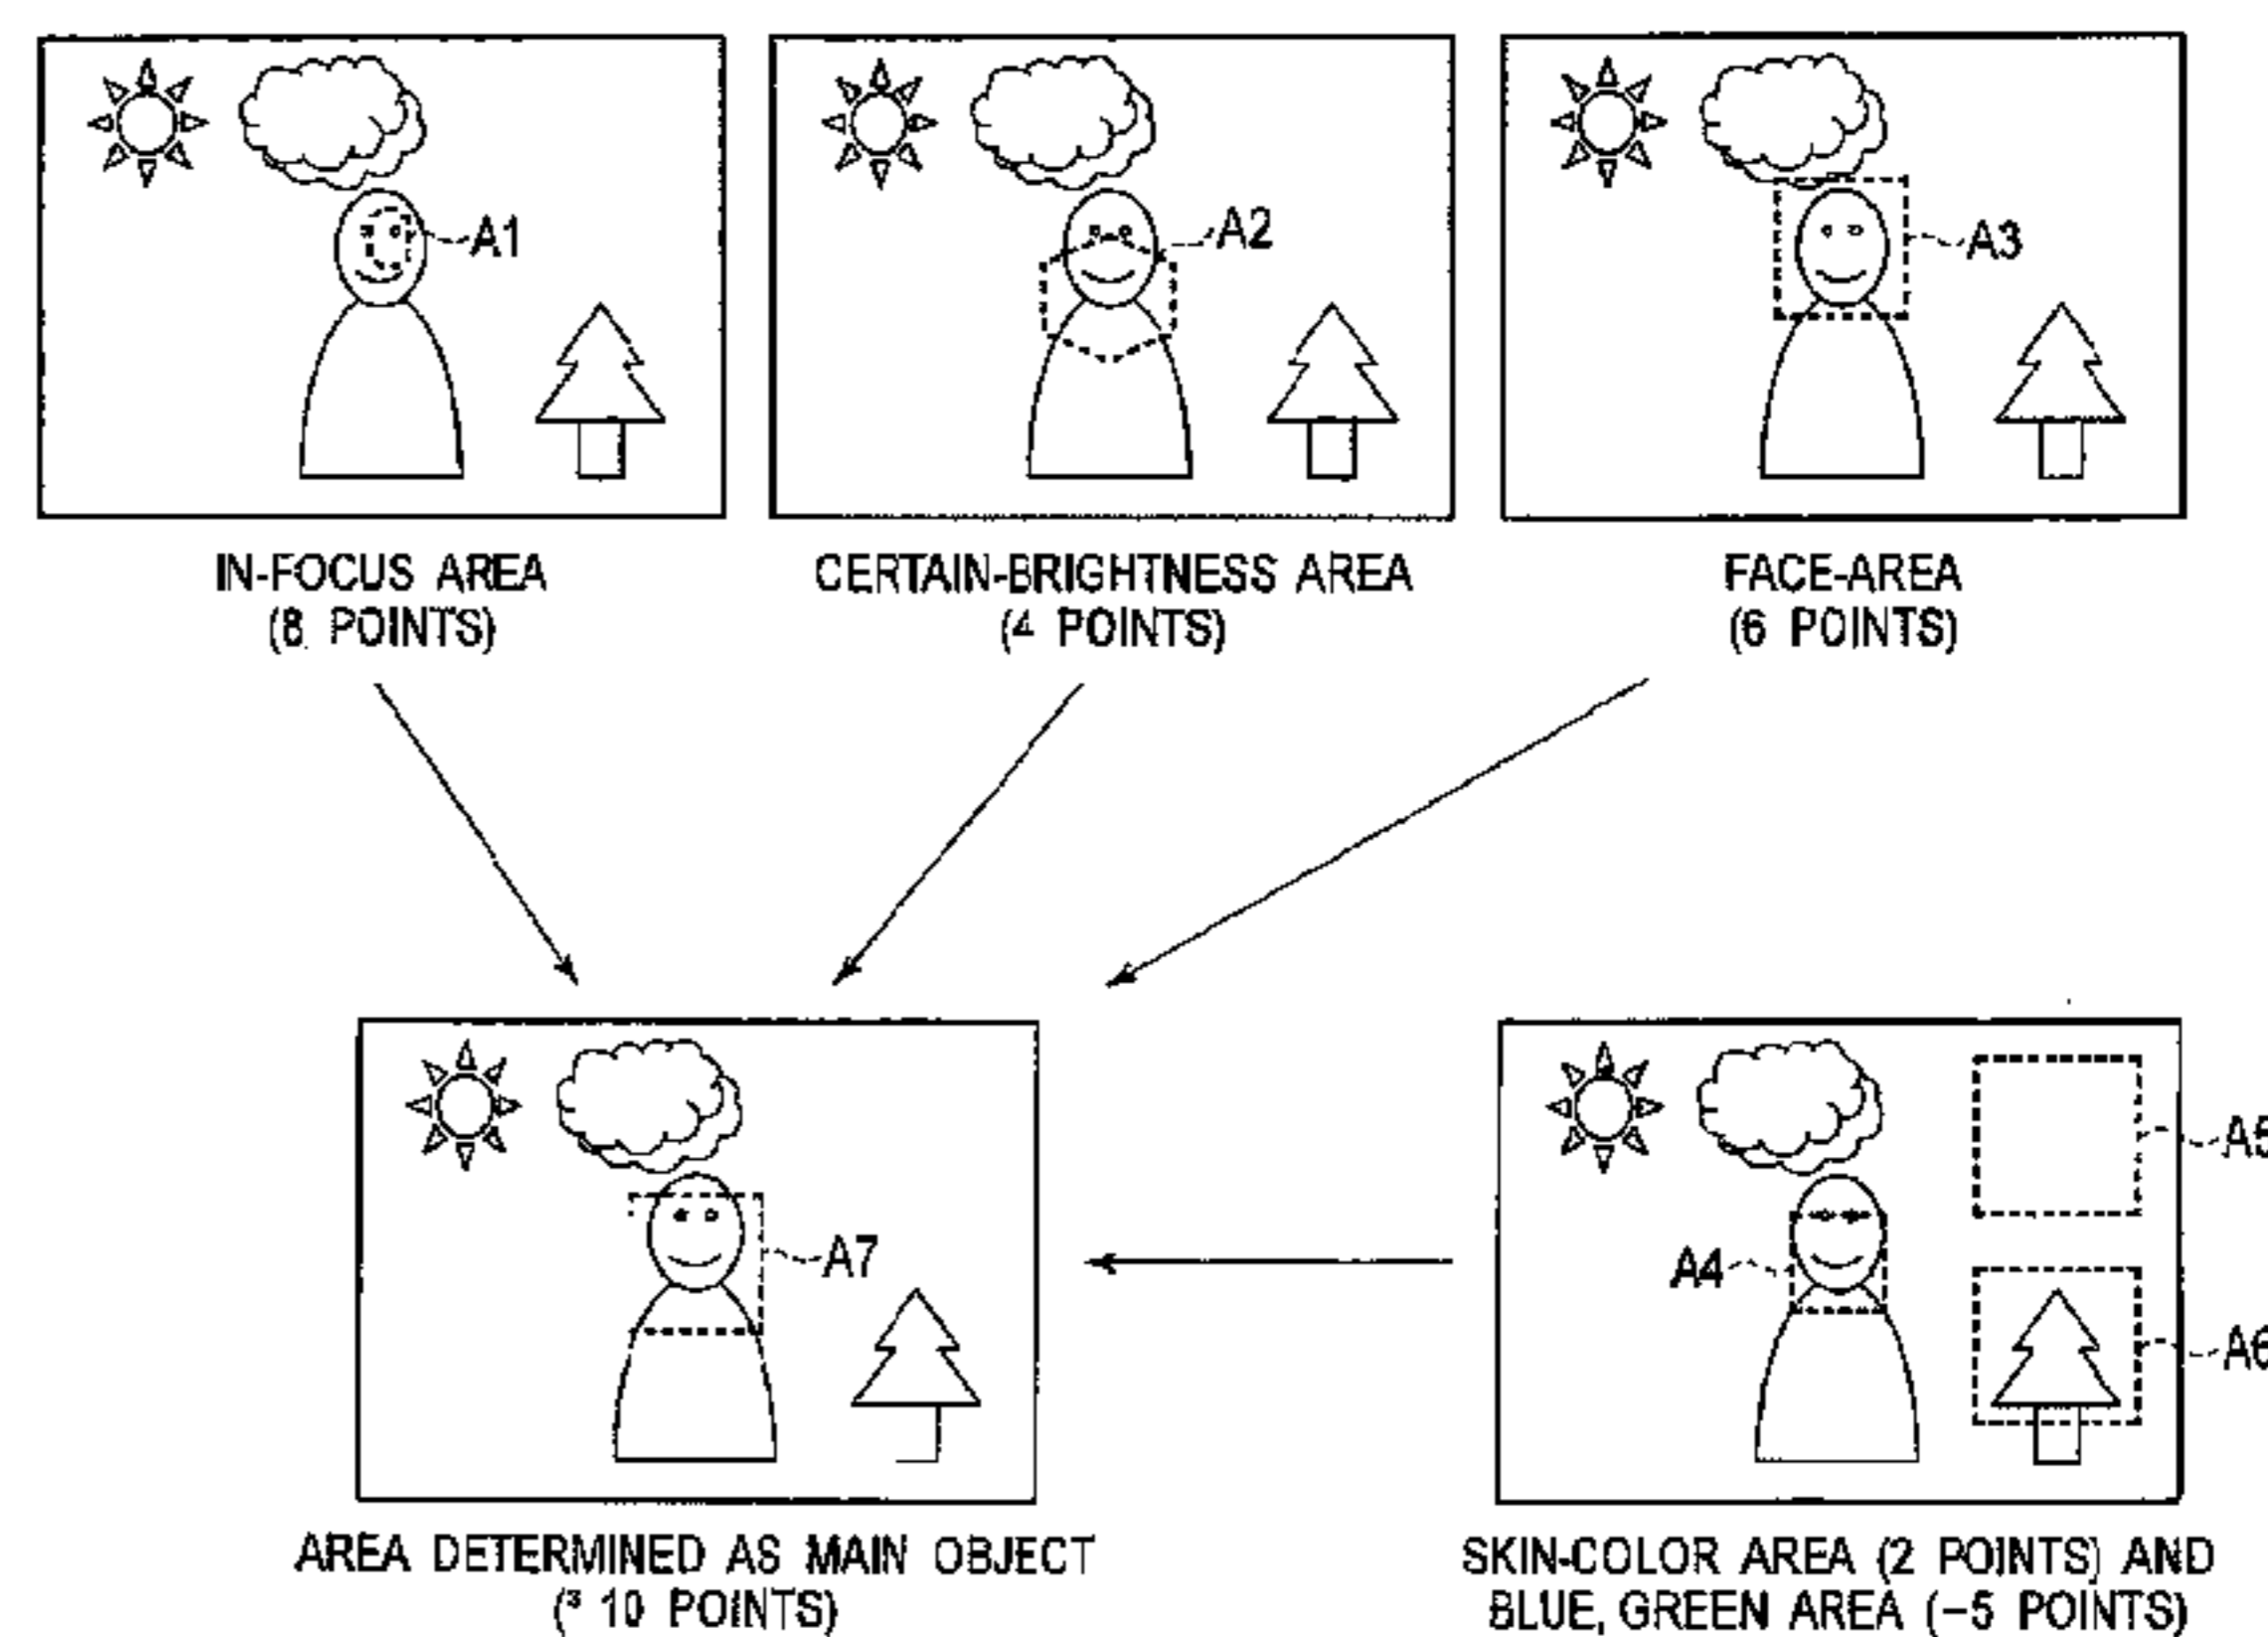 A1
A2
A3
IN-FOCUS AREA
(8 POINTS)
CERTAIN-BRIGHTNESS AREA
(4 POINTS)
FACE-AREA
(6 POINTS)
A7
A4
A5
A6
AREA DETERMINED AS MAIN OBJECT
(³ 10 POINTS)
SKIN-COLOR AREA (2 POINTS) AND
BLUE, GREEN AREA (−5 POINTS)